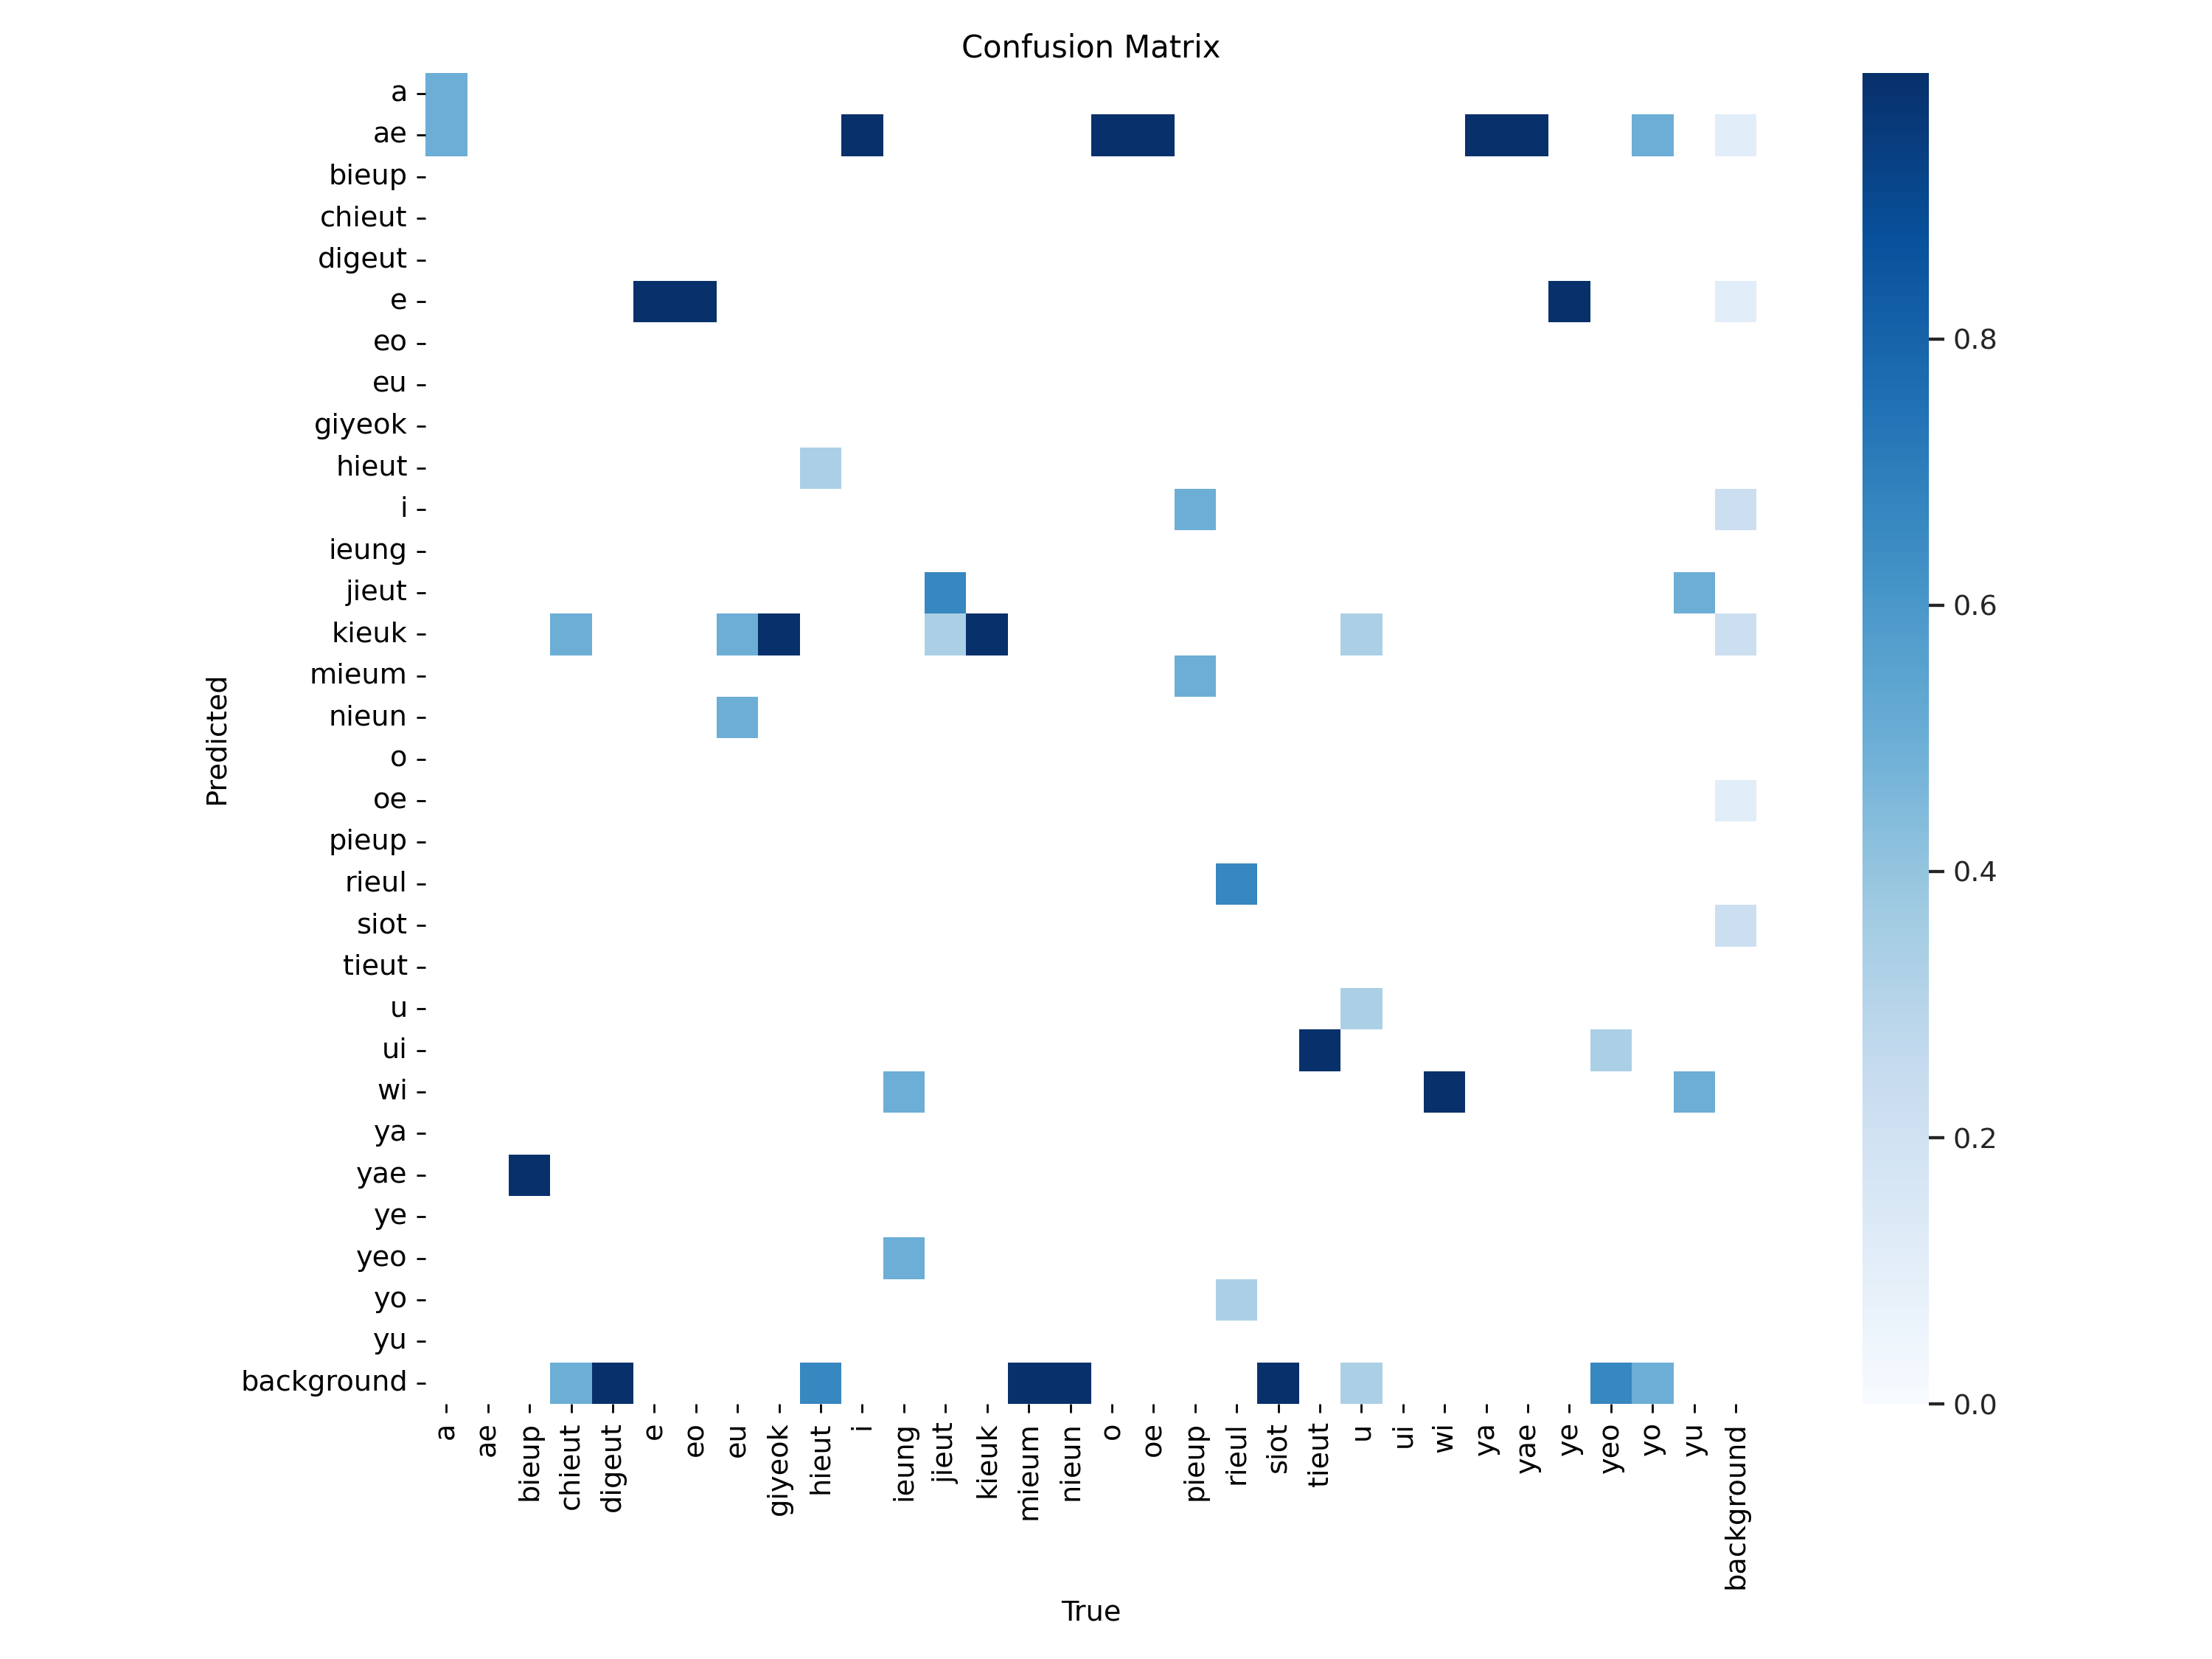 Confusion Matrix
a
ae
bieup
chieut
digeut
e
eo
eu
giyeok
hieut
i
ieung
jieut
kieuk
mieum
nieun
o
oe
pieup
rieul
siot
tieut
u
ui
wi
ya
yae
ye
yeo
yo
yu
background
Predicted
a ae bieup chieut digeut e eo eu giyeok hieut i ieung jieut kieuk mieum nieun o oe pieup rieul siot tieut u ui wi ya yae ye yeo yo yu background
True
0.8
0.6
0.4
0.2
0.0